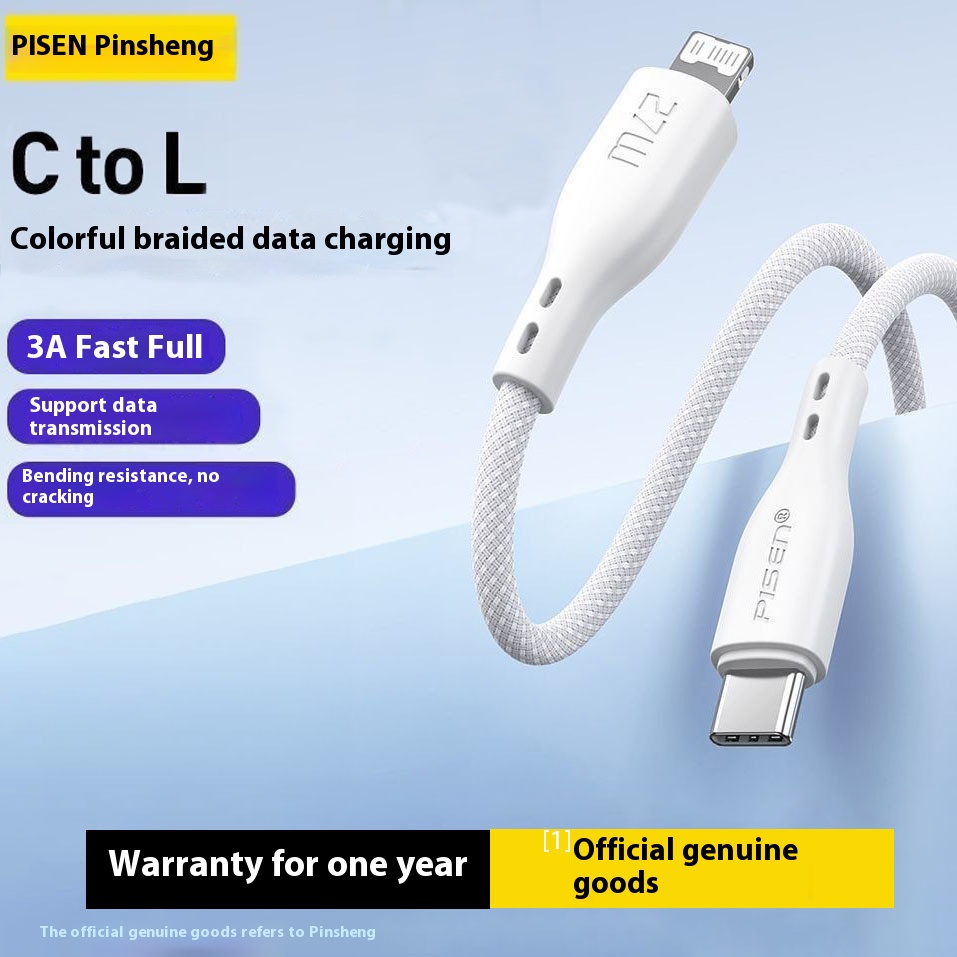 PISEN Pinsheng
C to L
Colorful braided data charging
3A Fast Full
Support data
transmission
Bending resistance, no
cracking
27W
PISEN®
Warranty for one year
[1] Official genuine
goods
The official genuine goods refers to Pinsheng